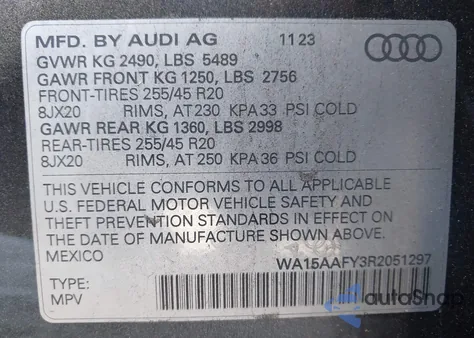 MFD. BY AUDI AG 11 23
GVWR KG 2490, LBS 5489
GAWR FRONT KG 1250, LBS 2756
FRONT-TIRES 255/45 R20
8JX20 RIMS, AT 230 KPA 33 PSI COLD
GAWR REAR KG 1360, LBS 2998
REAR-TIRES 255/45 R20
8JX20 RIMS, AT 250 KPA 36 PSI COLD
THIS VEHICLE CONFORMS TO ALL APPLICABLE
U.S. FEDERAL MOTOR VEHICLE SAFETY AND
THEFT PREVENTION STANDARDS IN EFFECT ON
THE DATE OF MANUFACTURE SHOWN ABOVE.
MEXICO
WA15AAFY3R2051297
TYPE:
MPV
autoSnap